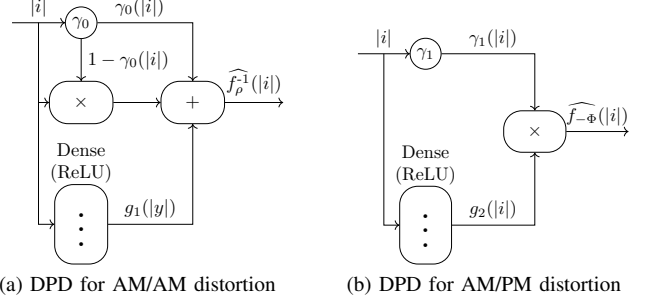 |i|
γ₀(|i|)
γ₀
1 − γ₀(|i|)
×
+
f̂ρ⁻¹(|i|)
Dense
(ReLU)
g₁(|y|)
(a) DPD for AM/AM distortion
|i|
γ₁(|i|)
γ₁
×
f̂₋Φ(|i|)
Dense
(ReLU)
g₂(|i|)
(b) DPD for AM/PM distortion